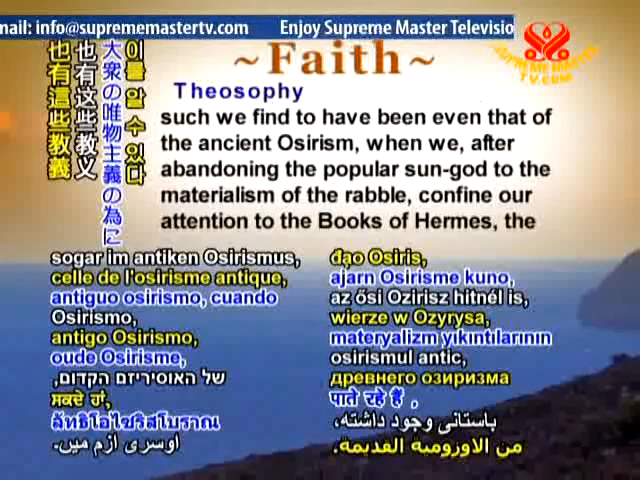 mail: info@suprememastertv.com Enjoy Supreme Master Televisio
~Faith~
SUPREME MASTER
TV.COM
Theosophy
such we find to have been even that of
the ancient Osirism, when we, after
abandoning the popular sun-god to the
materialism of the rabble, confine our
attention to the Books of Hermes, the
也有這些教義
也有这些教义
大衆の唯物主義の為に
이를 알 수 있다
sogar im antiken Osirismus,
celle de l'osirisme antique,
antiguo osirismo, cuando
Osirismo,
antigo Osirismo,
oude Osirisme,
של האוסיריזם הקדום,
ਸਕਦੇ ਹਾਂ,
ลัทธิโอไซริสโบราณ
اوسری ازم میں-
đạo Osiris,
ajarn Osirisme kuno,
az ősi Ozirisz hitnél is,
wierze w Ozyrysa,
materyalizm yıkıntılarının
osirismul antic,
древнего озиризма
पाते रहे हैं ,
باستانی وجود داشته،
من الاوزومبة القديمة.